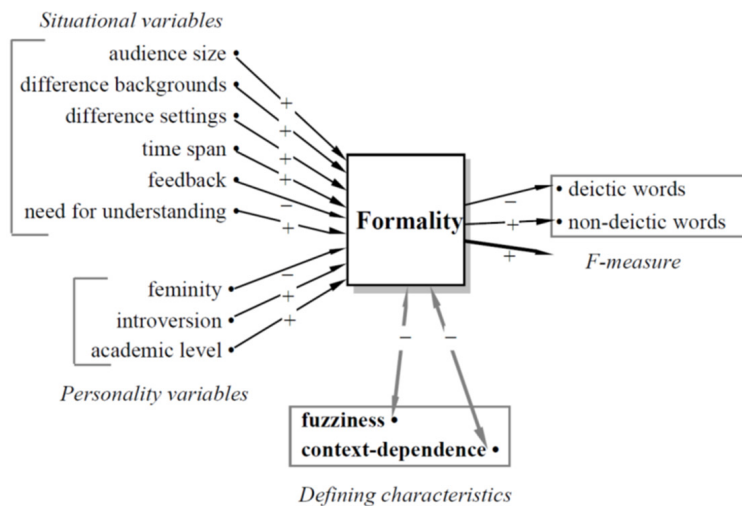 Situational variables
audience size •
difference backgrounds •
difference settings •
time span •
feedback •
need for understanding •
+
+
+
+
−
+
Formality
−
+
+
• deictic words
• non-deictic words
F-measure
feminity •
introversion •
academic level •
−
+
+
Personality variables
−
−
fuzziness •
context-dependence •
Defining characteristics